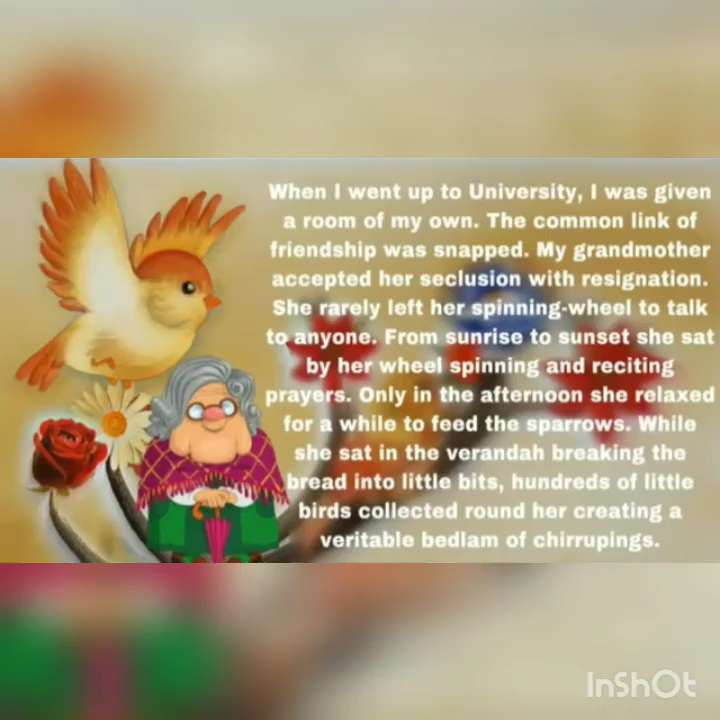 When I went up to University, I was given
a room of my own. The common link of
friendship was snapped. My grandmother
accepted her seclusion with resignation.
She rarely left her spinning-wheel to talk
to anyone. From sunrise to sunset she sat
by her wheel spinning and reciting
prayers. Only in the afternoon she relaxed
for a while to feed the sparrows. While
she sat in the verandah breaking the
bread into little bits, hundreds of little
birds collected round her creating a
veritable bedlam of chirrupings.
InShOt